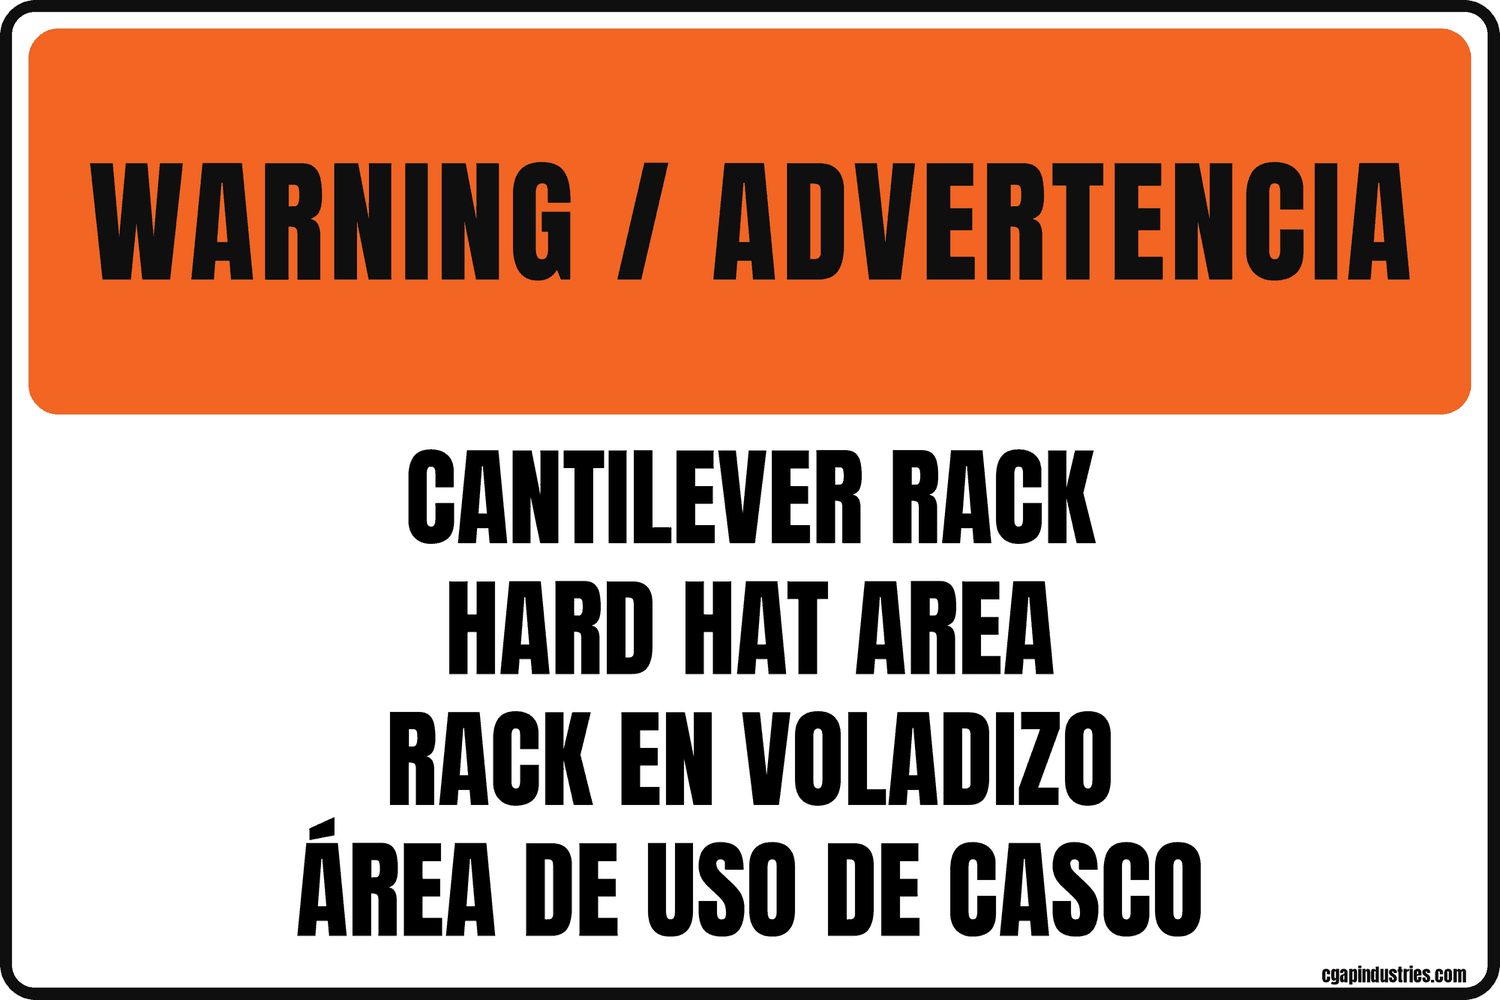 WARNING / ADVERTENCIA
CANTILEVER RACK
HARD HAT AREA
RACK EN VOLADIZO
ÁREA DE USO DE CASCO
cgapindustries.com